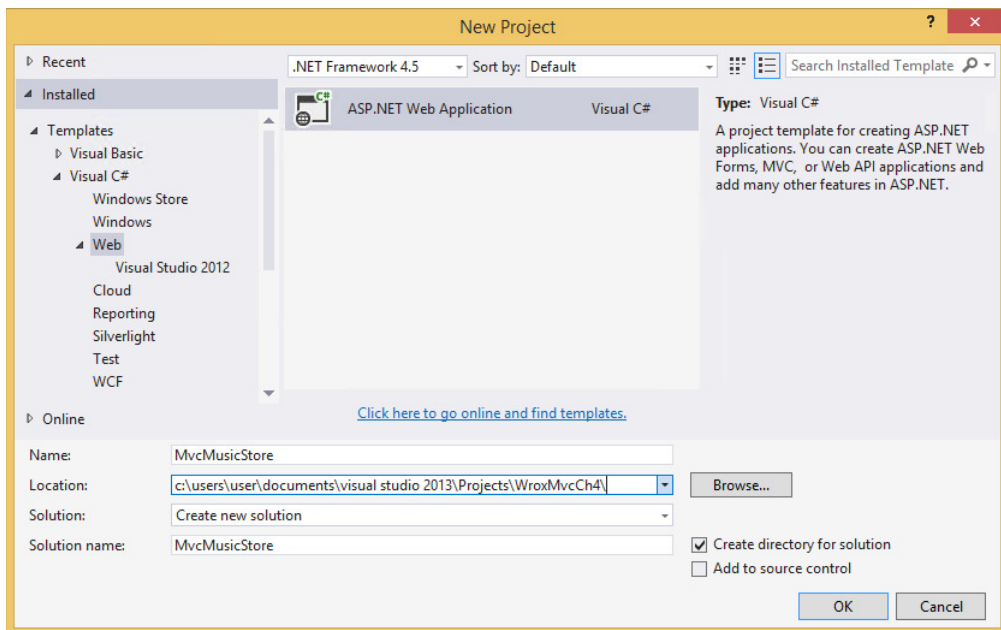 New Project
? ×
Recent
.NET Framework 4.5 Sort by: Default
Search Installed Template
Installed
Templates
Visual Basic
Visual C#
Windows Store
Windows
Web
Visual Studio 2012
Cloud
Reporting
Silverlight
Test
WCF
Online
C#
ASP.NET Web Application Visual C#
Click here to go online and find templates.
Type: Visual C#
A project template for creating ASP.NET
applications. You can create ASP.NET Web
Forms, MVC, or Web API applications and
add many other features in ASP.NET.
Name: MvcMusicStore
Location: c:\users\user\documents\visual studio 2013\Projects\WroxMvcCh4\
Browse...
Solution: Create new solution
Solution name: MvcMusicStore
Create directory for solution
Add to source control
OK Cancel